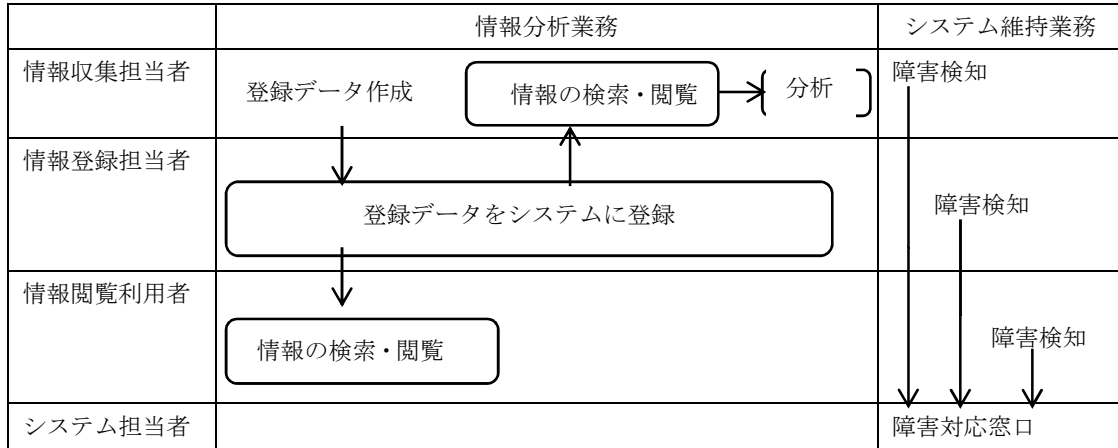 情報分析業務
システム維持業務
情報収集担当者
登録データ作成
情報の検索・閲覧
分析
障害検知
情報登録担当者
登録データをシステムに登録
障害検知
情報閲覧利用者
情報の検索・閲覧
障害検知
システム担当者
障害対応窓口